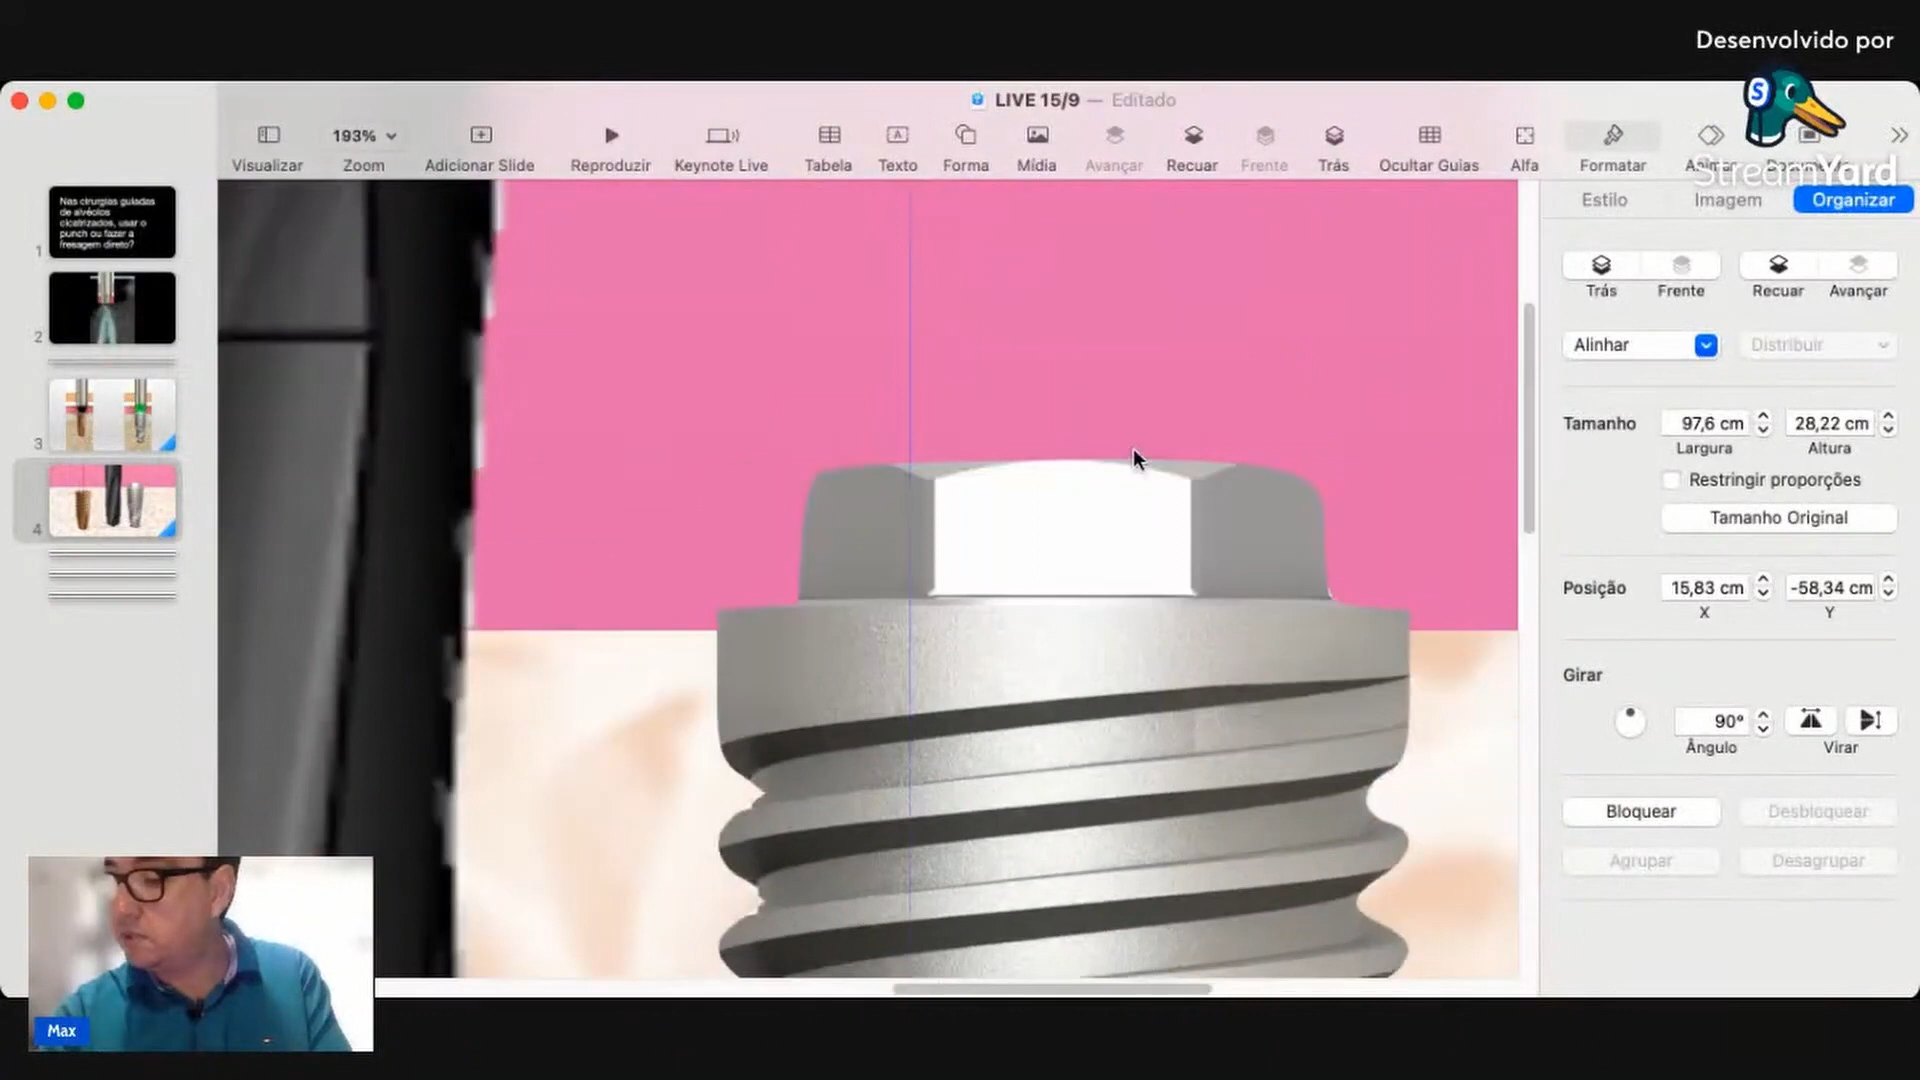 Desenvolvido por
StreamYard
LIVE 15/9 — Editado
193%
Visualizar
Zoom
Adicionar Slide
Reproduzir
Keynote Live
Tabela
Texto
Forma
Mídia
Avançar
Recuar
Frente
Trás
Ocultar Guias
Alfa
Formatar
Estilo
Imagem
Organizar
Trás
Frente
Recuar
Avançar
Alinhar
Distribuir
Tamanho
97,6 cm
28,22 cm
Largura
Altura
Restringir proporções
Tamanho Original
Posição
15,83 cm
-58,34 cm
X
Y
Girar
90°
Ângulo
Virar
Bloquear
Desbloquear
Agrupar
Desagrupar
Nas cirurgias guiadas
de alvéolos
cicatrizados, usar o
punch ou fazer a
fresagem direto?
1
2
3
4
Max